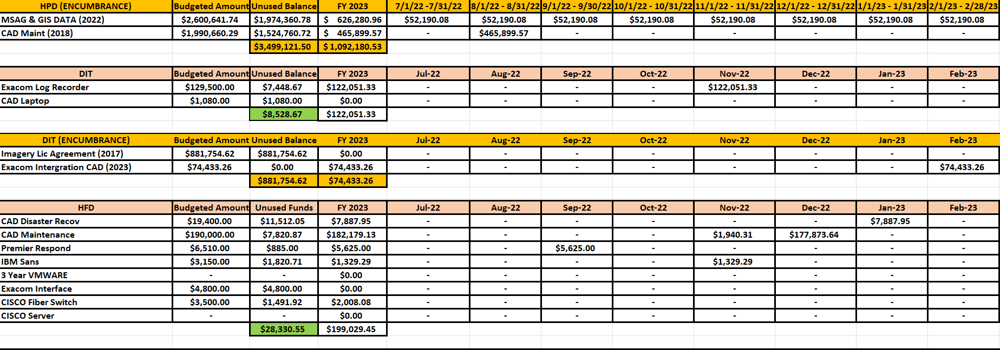 HPD (ENCUMBRANCE) Budgeted Amount Unused Balance FY 2023 7/1/22 -7/31/22 8/1/22 - 8/31/22 9/1/22 - 9/30/22 10/1/22 - 10/31/22 11/1/22 - 11/31/22 12/1/22 - 12/31/22 1/1/23 - 1/31/23 2/1/23 - 2/28/23
MSAG & GIS DATA (2022) $2,600,641.74 $1,974,360.78 $ 626,280.96 $52,190.08 $52,190.08 $52,190.08 $52,190.08 $52,190.08 $52,190.08 $52,190.08 $52,190.08
CAD Maint (2018) $1,990,660.29 $1,524,760.72 $ 465,899.57 - $465,899.57 - - - - - -
$3,499,121.50 $ 1,092,180.53
DIT Budgeted Amount Unused Balance FY 2023 Jul-22 Aug-22 Sep-22 Oct-22 Nov-22 Dec-22 Jan-23 Feb-23
Exacom Log Recorder $129,500.00 $7,448.67 $122,051.33 - - - - $122,051.33 - - -
CAD Laptop $1,080.00 $1,080.00 $0.00 - - - - - - - -
$8,528.67 $122,051.33
DIT (ENCUMBRANCE) Budgeted Amount Unused Balance FY 2023 Jul-22 Aug-22 Sep-22 Oct-22 Nov-22 Dec-22 Jan-23 Feb-23
Imagery Lic Agreement (2017) $881,754.62 $881,754.62 $0.00 - - - - - - - -
Exacom Intergration CAD (2023) $74,433.26 $0.00 $74,433.26 - - - - - - - $74,433.26
$881,754.62 $74,433.26
HFD Budgeted Amount Unused Funds FY 2023 Jul-22 Aug-22 Sep-22 Oct-22 Nov-22 Dec-22 Jan-23 Feb-23
CAD Disaster Recov $19,400.00 $11,512.05 $7,887.95 - - - - - - $7,887.95 -
CAD Maintenance $190,000.00 $7,820.87 $182,179.13 - - - - $1,940.31 $177,873.64 - -
Premier Respond $6,510.00 $885.00 $5,625.00 - - $5,625.00 - - - - -
IBM Sans $3,150.00 $1,820.71 $1,329.29 - - - - $1,329.29 - - -
3 Year VMWARE - - $0.00 - - - - - - - -
Exacom Interface $4,800.00 $4,800.00 $0.00 - - - - - - - -
CISCO Fiber Switch $3,500.00 $1,491.92 $2,008.08 - - - - - - - -
CISCO Server - - $0.00 - - - - - - - -
$28,330.55 $199,029.45